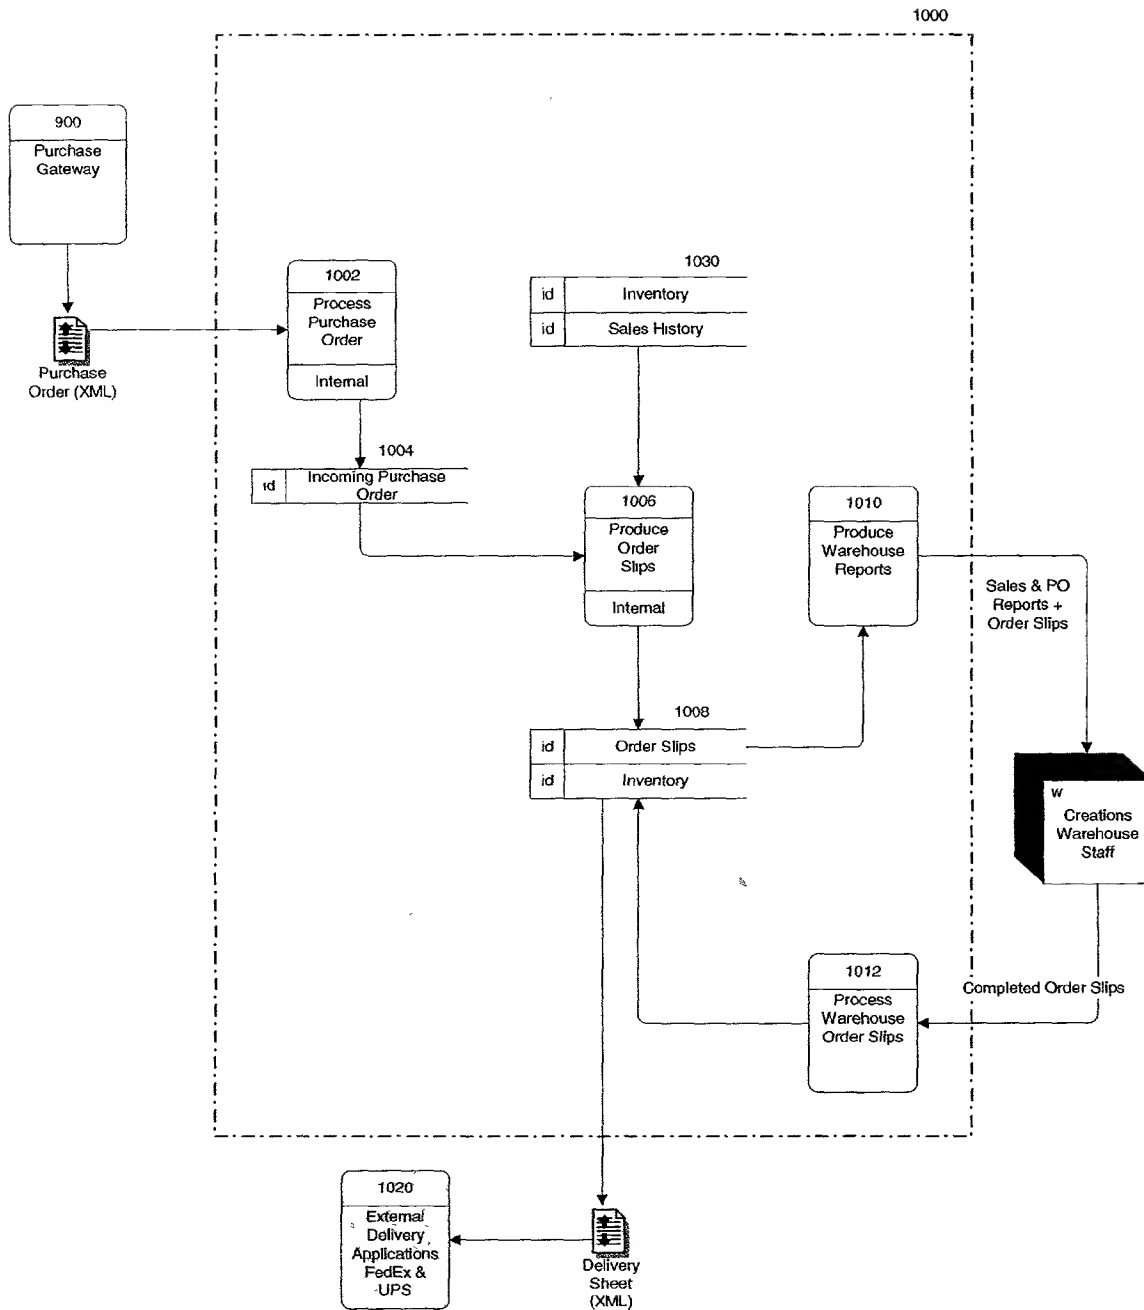 1000
900
Purchase
Gateway
Purchase
Order (XML)
1002
Process
Purchase
Order
Internal
1030
id Inventory
id Sales History
1004
id Incoming Purchase
Order
1006
Produce
Order
Slips
Internal
1010
Produce
Warehouse
Reports
Sales & PO
Reports +
Order Slips
1008
id Order Slips
id Inventory
W
Creations
Warehouse
Staff
1012
Process
Warehouse
Order Slips
Completed Order Slips
1020
External
Delivery
Applications
FedEx &
UPS
Delivery
Sheet
(XML)